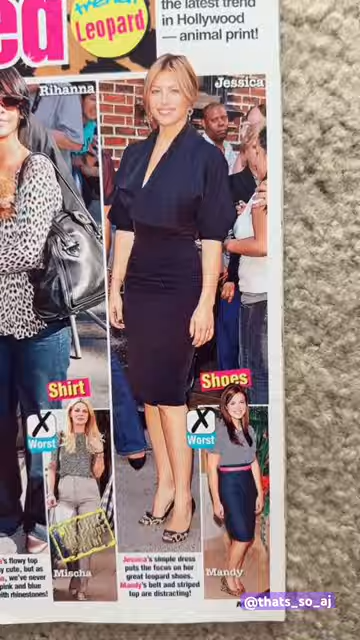 ed
trend:
Leopard
the latest trend
in Hollywood
— animal print!
Rihanna
Jessica
Shirt
Shoes
X
Worst
X
Worst
Mischa
Mandy
's flowy top
y cute, but as
, we've never
pink and blue
ith rhinestones!
Jessica's simple dress
puts the focus on her
great leopard shoes.
Mandy's belt and striped
top are distracting!
@thats_so_aj